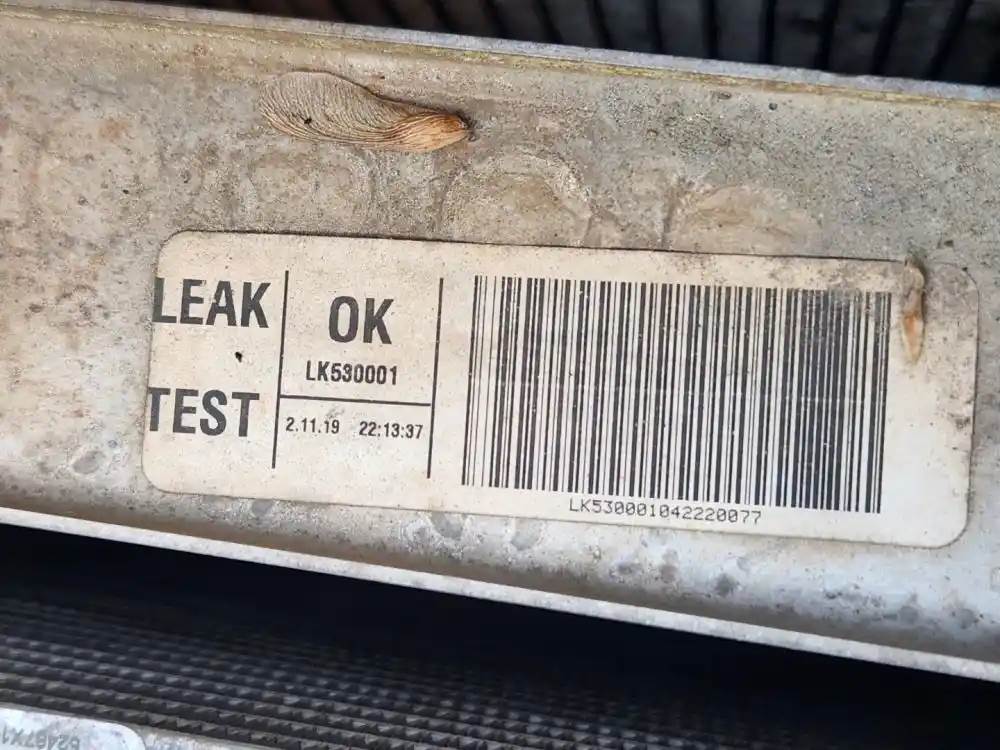 LEAK
TEST
OK
LK530001
2.11.19 22:13:37
LK530001042220077